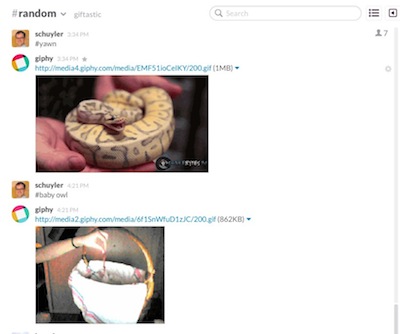 #random giftastic Search
7
schuyler 3:34 PM
#yawn
giphy 3:34 PM
http://media4.giphy.com/media/EMFS1ioCeIKY/200.gif (1MB)
schuyler 4:21 PM
#baby owl
giphy 4:21 PM
http://media2.giphy.com/media/6f1SnWfuD1zJC/200.gif (862KB)